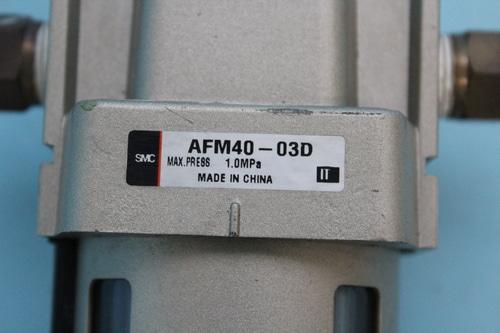 SMC
AFM40-03D
MAX.PRESS. 1.0MPa
MADE IN CHINA
IT